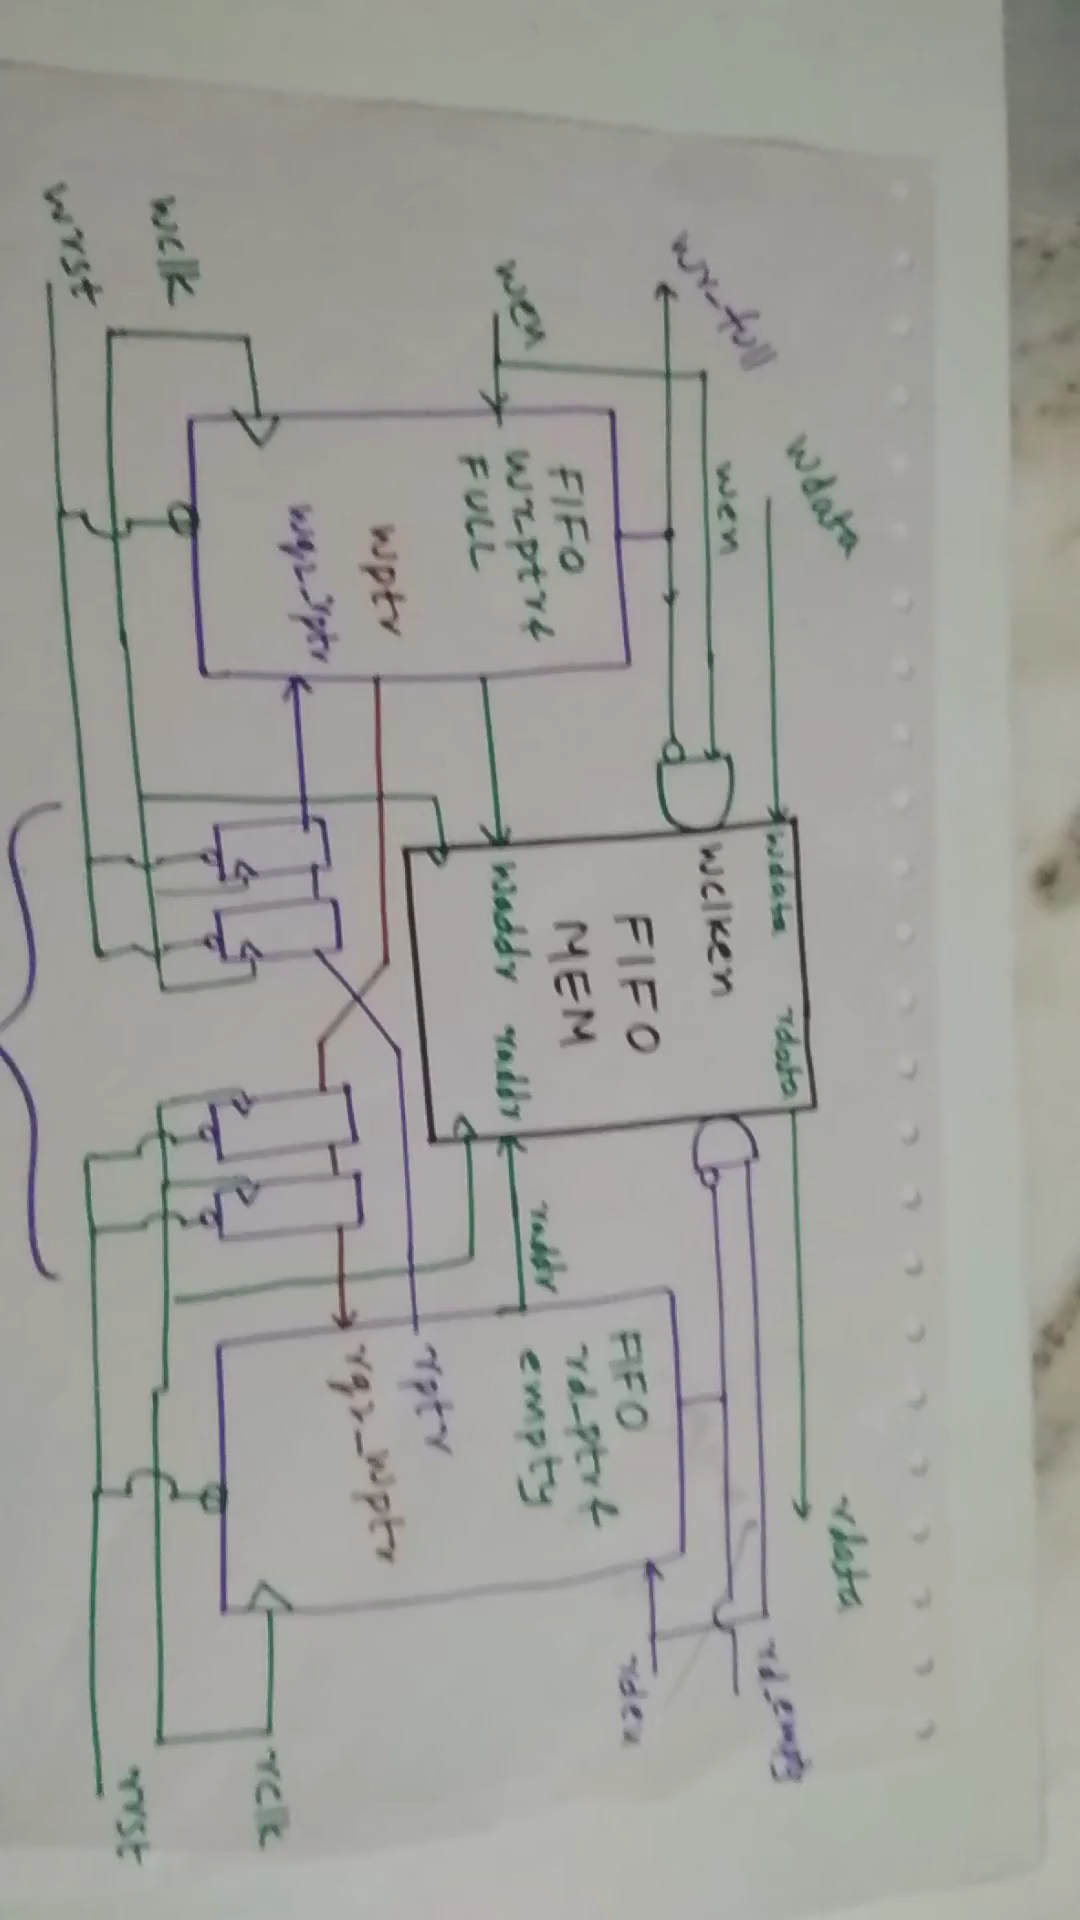 wdata
rdata
wr_full
wen
wdata
rdata
wclken
FIFO
MEM
waddr
raddr
raddr
rd_empty
rden
wen
FIFO
wr_ptr&
FULL
wptr
wq2_rptr
FIFO
rd_ptr&
empty
rptr
rq2_wptr
wclk
wrst
rclk
rrst